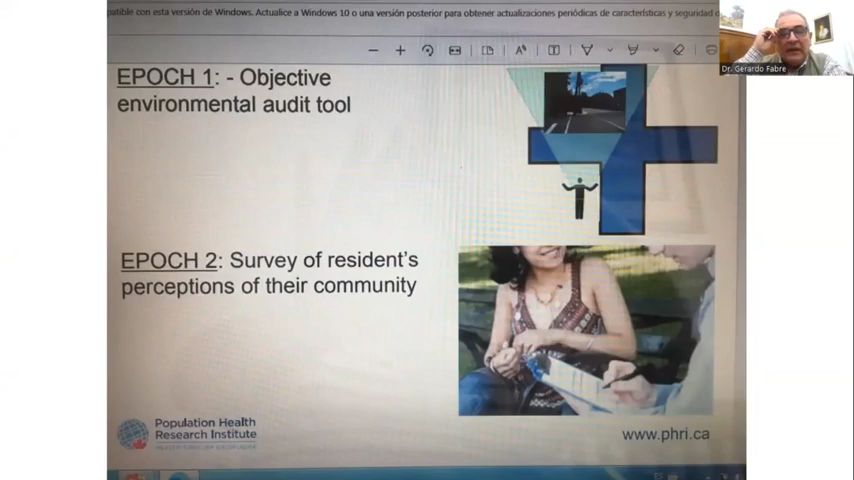 patible con esta versión de Windows. Actualice a Windows 10 o una versión posterior para obtener actualizaciones periódicas de características y seguridad
Dr. Gerardo Fabre
EPOCH 1: - Objective
environmental audit tool
EPOCH 2: Survey of resident's
perceptions of their community
Population Health
Research Institute
www.phri.ca